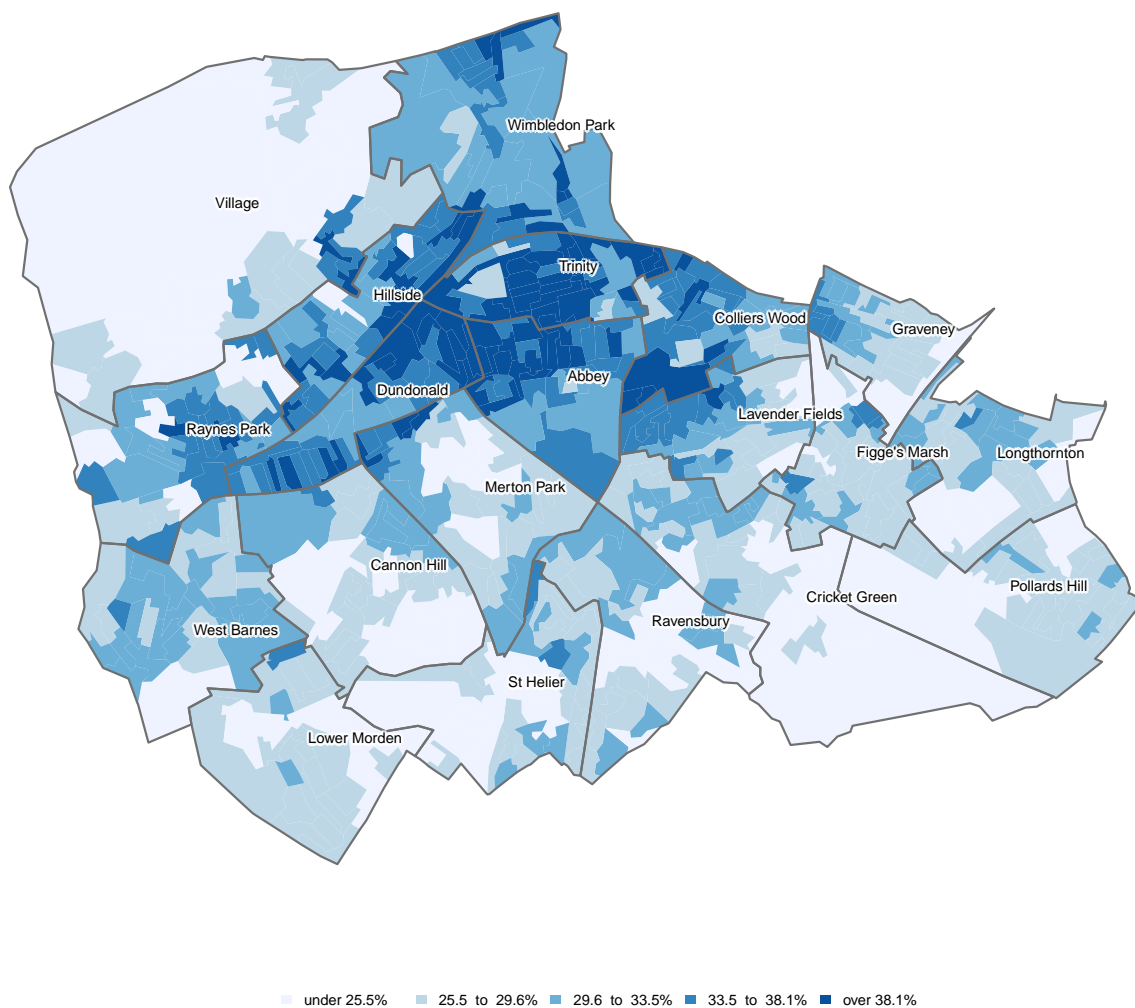 Wimbledon Park
Village
Trinity
Hillside
Colliers Wood
Graveney
Dundonald
Abbey
Lavender Fields
Raynes Park
Figge's Marsh
Longthornton
Merton Park
Cannon Hill
Pollards Hill
Cricket Green
Ravensbury
West Barnes
St Helier
Lower Morden
under 25.5% 25.5 to 29.6% 29.6 to 33.5% 33.5 to 38.1% over 38.1%